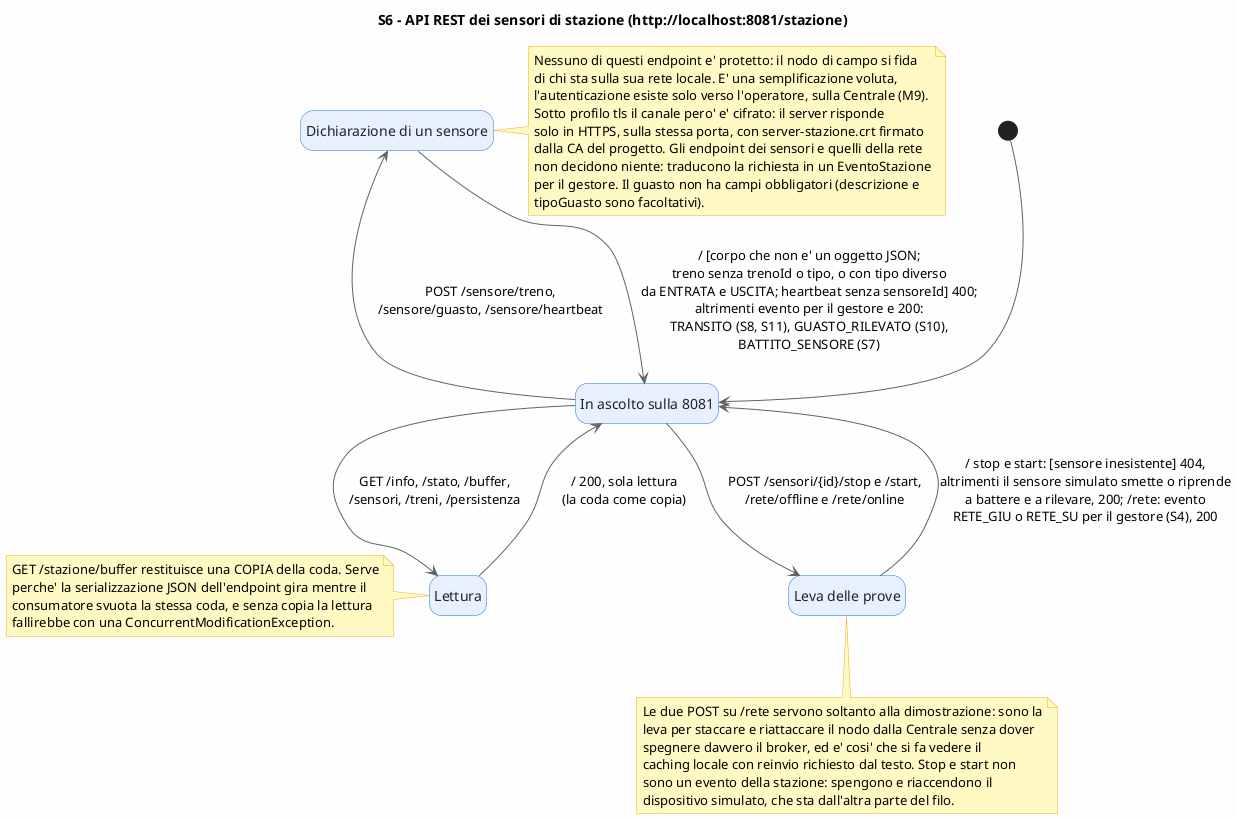 S6 - API REST dei sensori di stazione (http://localhost:8081/stazione)
Nessuno di questi endpoint e' protetto: il nodo di campo si fida
di chi sta sulla sua rete locale. E' una semplificazione voluta,
l'autenticazione esiste solo verso l'operatore, sulla Centrale (M9).
Sotto profilo tls il canale pero' e' cifrato: il server risponde
solo in HTTPS, sulla stessa porta, con server-stazione.crt firmato
dalla CA del progetto. Gli endpoint dei sensori e quelli della rete
non decidono niente: traducono la richiesta in un EventoStazione
per il gestore. Il guasto non ha campi obbligatori (descrizione e
tipoGuasto sono facoltativi).
Dichiarazione di un sensore
POST /sensore/treno,
/sensore/guasto, /sensore/heartbeat
/ [corpo che non e' un oggetto JSON;
treno senza trenoId o tipo, o con tipo diverso
da ENTRATA e USCITA; heartbeat senza sensoreId] 400;
altrimenti evento per il gestore e 200:
TRANSITO (S8, S11), GUASTO_RILEVATO (S10),
BATTITO_SENSORE (S7)
In ascolto sulla 8081
GET /info, /stato, /buffer,
/sensori, /treni, /persistenza
/ 200, sola lettura
(la coda come copia)
POST /sensori/{id}/stop e /start,
/rete/offline e /rete/online
/ stop e start: [sensore inesistente] 404,
altrimenti il sensore simulato smette o riprende
a battere e a rilevare, 200; /rete: evento
RETE_GIU o RETE_SU per il gestore (S4), 200
GET /stazione/buffer restituisce una COPIA della coda. Serve
perche' la serializzazione JSON dell'endpoint gira mentre il
consumatore svuota la stessa coda, e senza copia la lettura
fallirebbe con una ConcurrentModificationException.
Lettura
Leva delle prove
Le due POST su /rete servono soltanto alla dimostrazione: sono la
leva per staccare e riattaccare il nodo dalla Centrale senza dover
spegnere davvero il broker, ed e' cosi' che si fa vedere il
caching locale con reinvio richiesto dal testo. Stop e start non
sono un evento della stazione: spengono e riaccendono il
dispositivo simulato, che sta dall'altra parte del filo.